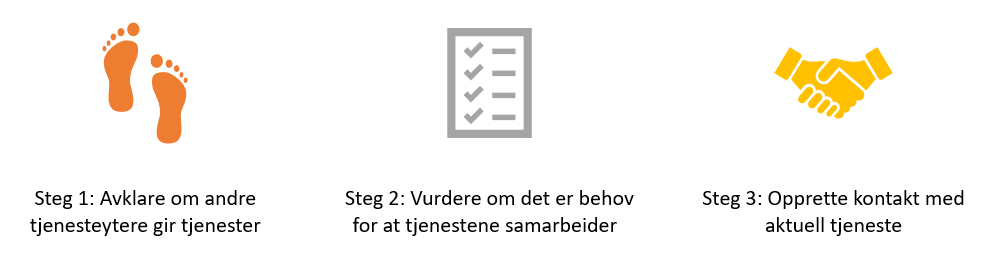 Steg 1: Avklare om andre
tjenesteytere gir tjenester
Steg 2: Vurdere om det er behov
for at tjenestene samarbeider
Steg 3: Opprette kontakt med
aktuell tjeneste